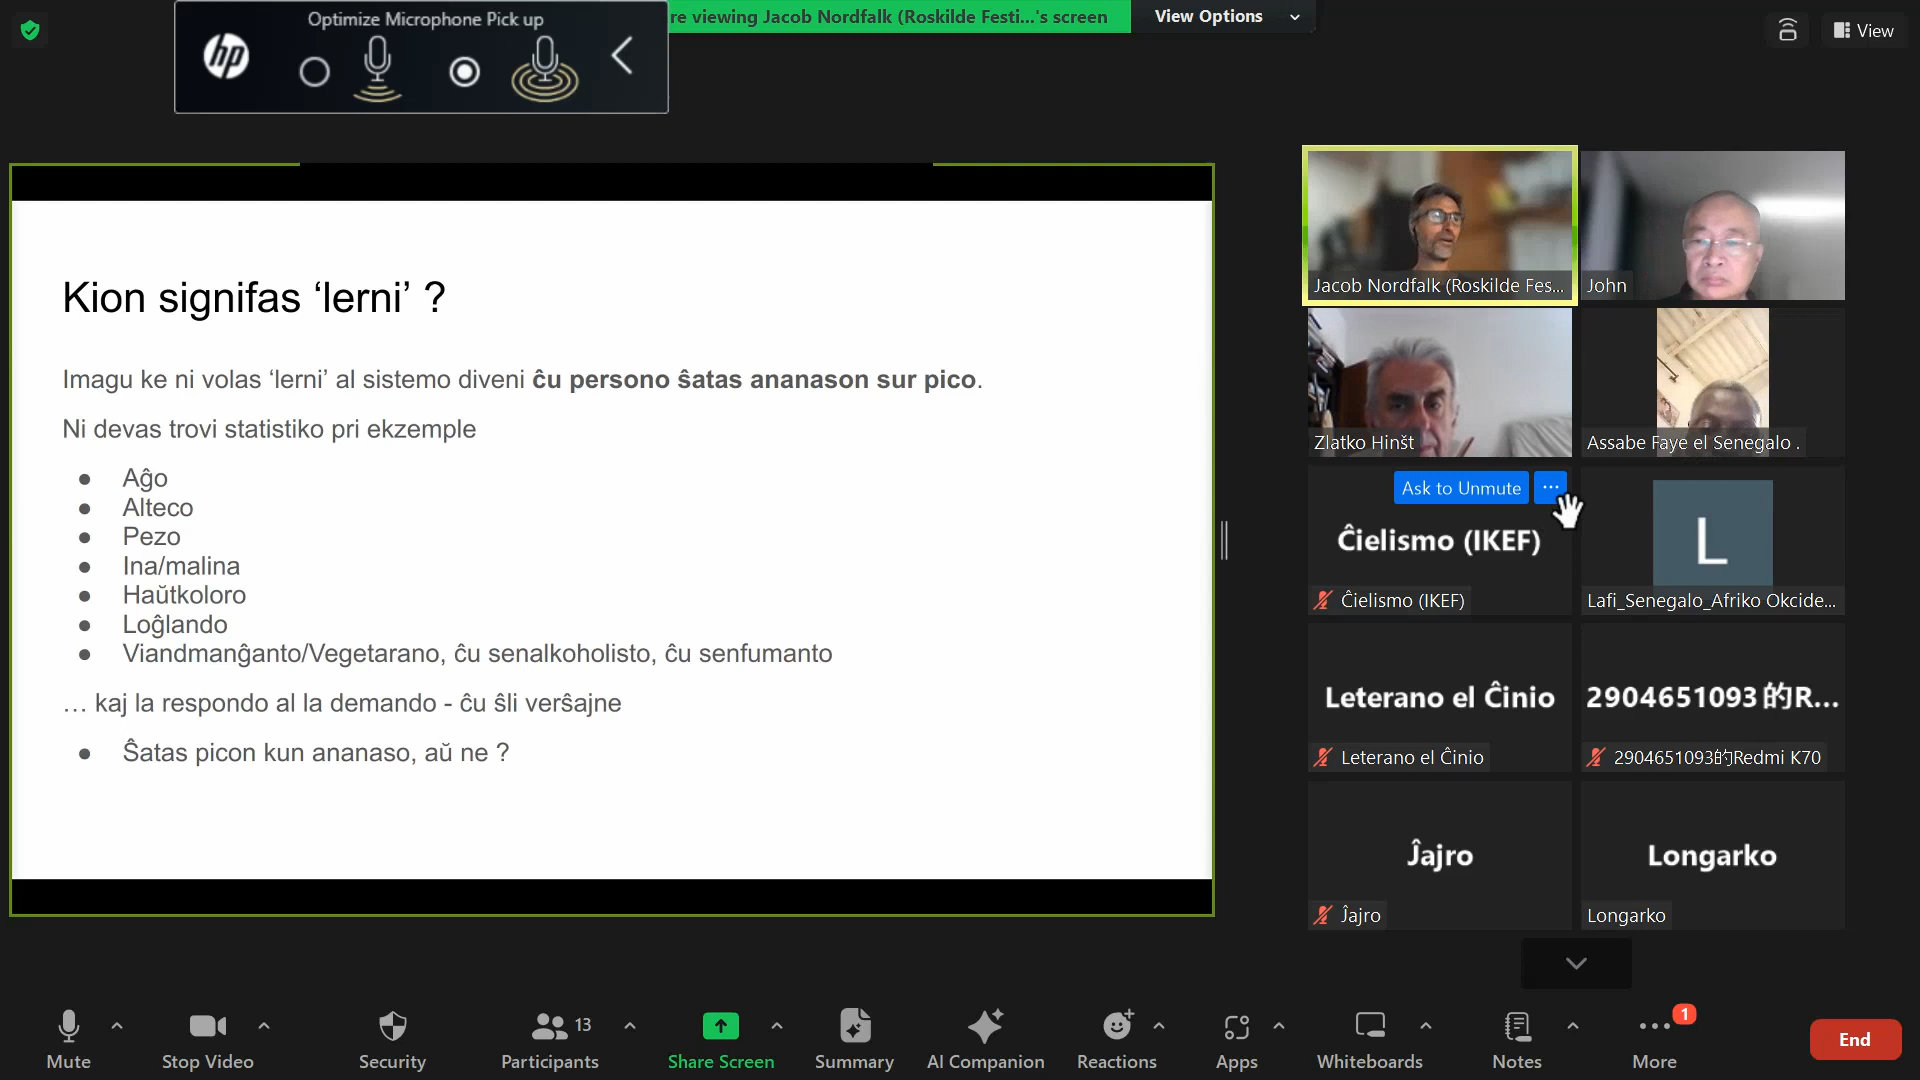 Optimize Microphone Pick up
hp
re viewing Jacob Nordfalk (Roskilde Festi...'s screen
View Options
View
Kion signifas ‘lerni’ ?
Imagu ke ni volas ‘lerni’ al sistemo diveni ĉu persono ŝatas ananason sur pico.
Ni devas trovi statistiko pri ekzemple
● Aĝo
● Alteco
● Pezo
● Ina/malina
● Haŭtkoloro
● Loĝlando
● Viandmanĝanto/Vegetarano, ĉu senalkoholisto, ĉu senfumanto
… kaj la respondo al la demando - ĉu ŝli verŝajne
● Ŝatas picon kun ananaso, aŭ ne ?
Jacob Nordfalk (Roskilde Fes...
John
Zlatko Hinšt
Assabe Faye el Senegalo .
Ask to Unmute
...
Ĉielismo (IKEF)
Ĉielismo (IKEF)
L
Lafi_Senegalo_Afriko Okcide...
Leterano el Ĉinio
Leterano el Ĉinio
2904651093的R...
2904651093的Redmi K70
Ĵajro
Ĵajro
Longarko
Longarko
Mute
Stop Video
Security
13
Participants
Share Screen
Summary
AI Companion
Reactions
Apps
Whiteboards
Notes
1
More
End